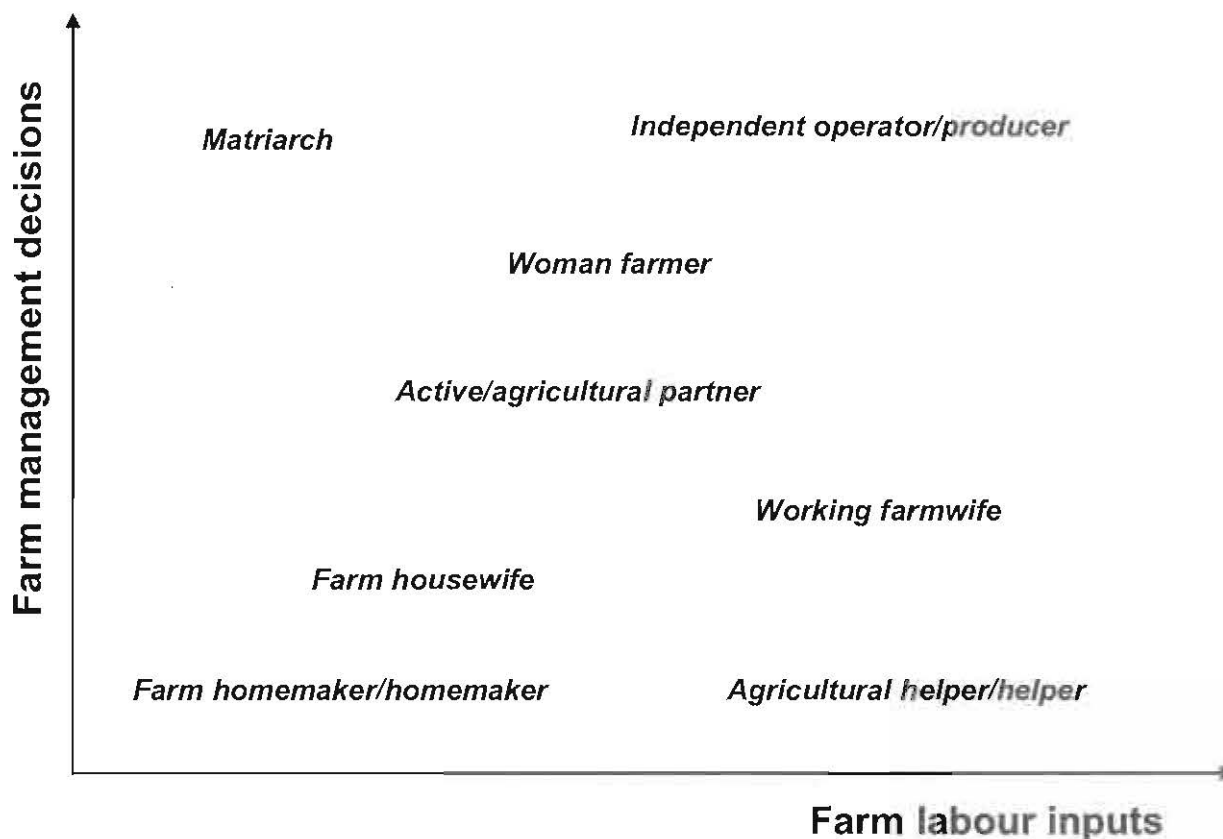 Farm management decisions
Matriarch
Independent operator/producer
Woman farmer
Active/agricultural partner
Working farmwife
Farm housewife
Farm homemaker/homemaker
Agricultural helper/helper
Farm labour inputs